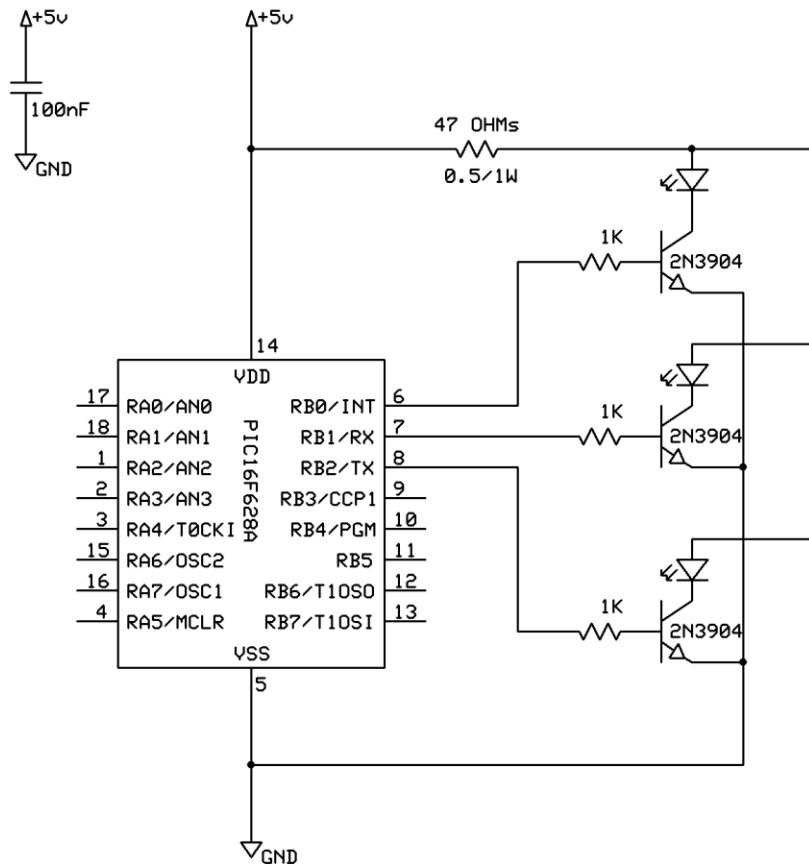 +5v
+5v
100nF
GND
47 OHMs
0.5/1W
1K
2N3904
14
VDD
17 RA0/AN0 RB0/INT 6
18 RA1/AN1 RB1/RX 7
1 RA2/AN2 RB2/TX 8
2 RA3/AN3 RB3/CCP1 9
3 RA4/T0CKI RB4/PGM 10
15 RA6/OSC2 RB5 11
16 RA7/OSC1 RB6/T1OSO 12
4 RA5/MCLR RB7/T1OSI 13
PIC16F628A
VSS
5
1K
2N3904
1K
2N3904
GND